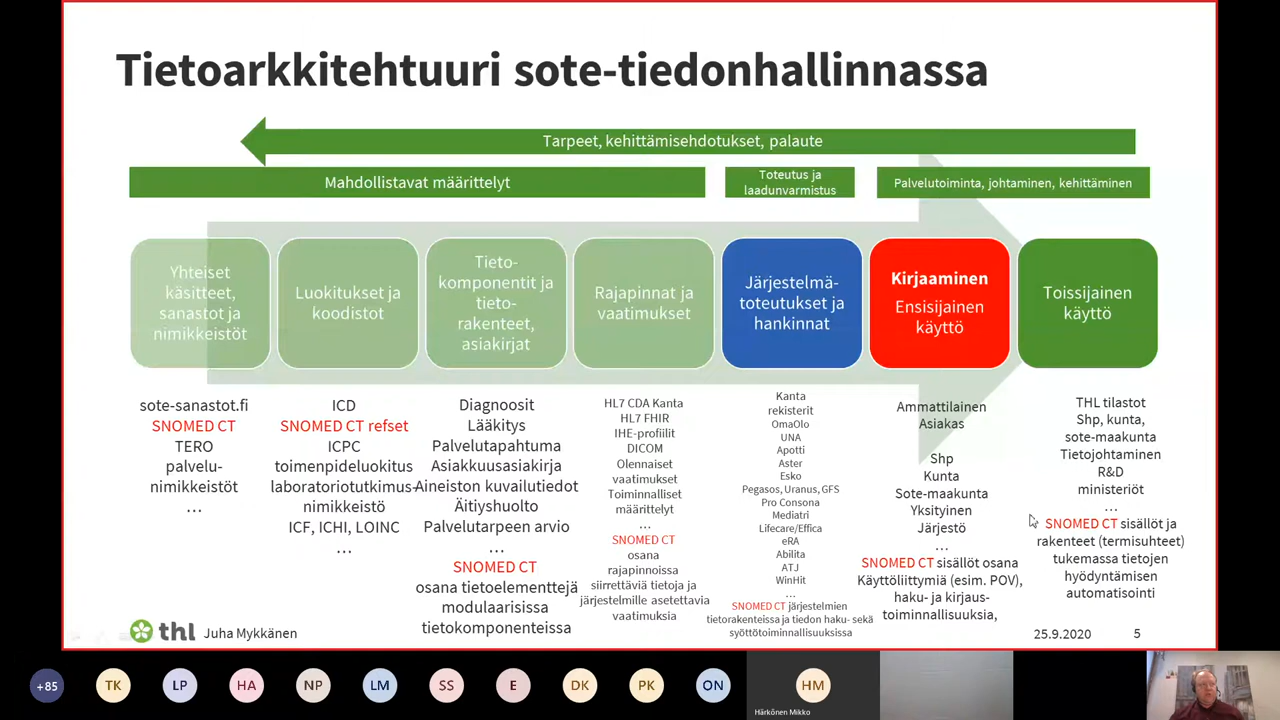 Tietoarkkitehtuuri sote-tiedonhallinnassa
Tarpeet, kehittämisehdotukset, palaute
Mahdollistavat määrittelyt
Toteutus ja
laadunvarmistus
Palvelutoiminta, johtaminen, kehittäminen
Yhteiset
käsitteet,
sanastot ja
nimikkeistöt
Luokitukset ja
koodistot
Tieto-
komponentit ja
tieto-
rakenteet,
asiakirjat
Rajapinnat ja
vaatimukset
Järjestelmä-
toteutukset ja
hankinnat
Kirjaaminen
Ensisijainen
käyttö
Toissijainen
käyttö
sote-sanastot.fi
SNOMED CT
TERO
palvelu-
nimikkeistöt
…
ICD
SNOMED CT refset
ICPC
toimenpideluokitus
laboratoriotutkimus-
nimikkeistö
ICF, ICHI, LOINC
…
Diagnoosit
Lääkitys
Palvelutapahtuma
Asiakkuusasiakirja
Aineiston kuvailutiedot
Äitiyshuolto
Palvelutarpeen arvio
…
SNOMED CT
osana tietoelementtejä
modulaarisissa
tietokomponenteissa
HL7 CDA Kanta
HL7 FHIR
IHE-profiilit
DICOM
Olennaiset
vaatimukset
Toiminnalliset
määrittelyt
…
SNOMED CT
osana
rajapinnoissa
siirrettäviä tietoja ja
järjestelmille asetettavia
vaatimuksia
Kanta
rekisterit
OmaOlo
UNA
Apotti
Aster
Esko
Pegasos, Uranus, GFS
Pro Consona
Mediatri
Lifecare/Effica
eRA
Abilita
ATJ
WinHit
…
SNOMED CT järjestelmien
tietorakenteissa ja tiedon haku- sekä
syöttötoiminnallisuuksissa
Ammattilainen
Asiakas
Shp
Kunta
Sote-maakunta
Yksityinen
Järjestö
…
SNOMED CT sisällöt osana
Käyttöliittymiä (esim. POV),
haku- ja kirjaus-
toiminnallisuuksia,
THL tilastot
Shp, kunta,
sote-maakunta
Tietojohtaminen
R&D
ministeriöt
…
SNOMED CT sisällöt ja
rakenteet (termisuhteet)
tukemassa tietojen
hyödyntämisen
automatisointi
thl
Juha Mykkänen
25.9.2020
5
+85
TK
LP
HA
NP
LM
SS
E
DK
PK
ON
HM
Härkönen Mikko